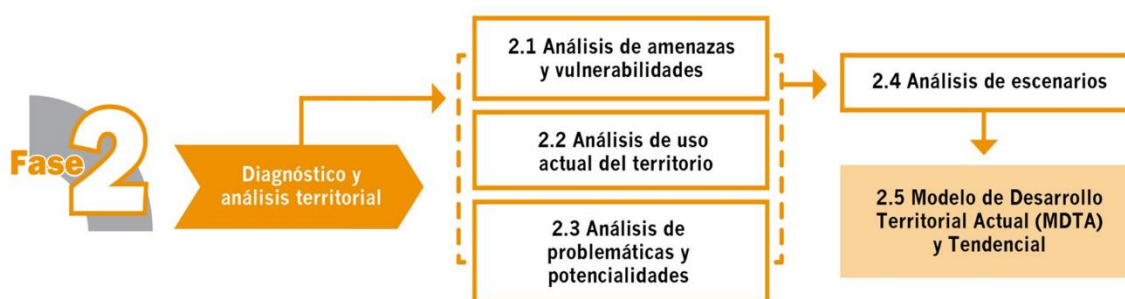 Fase 2
Diagnóstico y
análisis territorial
2.1 Análisis de amenazas
y vulnerabilidades
2.2 Análisis de uso
actual del territorio
2.3 Análisis de
problemáticas y
potencialidades
2.4 Análisis de escenarios
2.5 Modelo de Desarrollo
Territorial Actual (MDTA)
y Tendencial